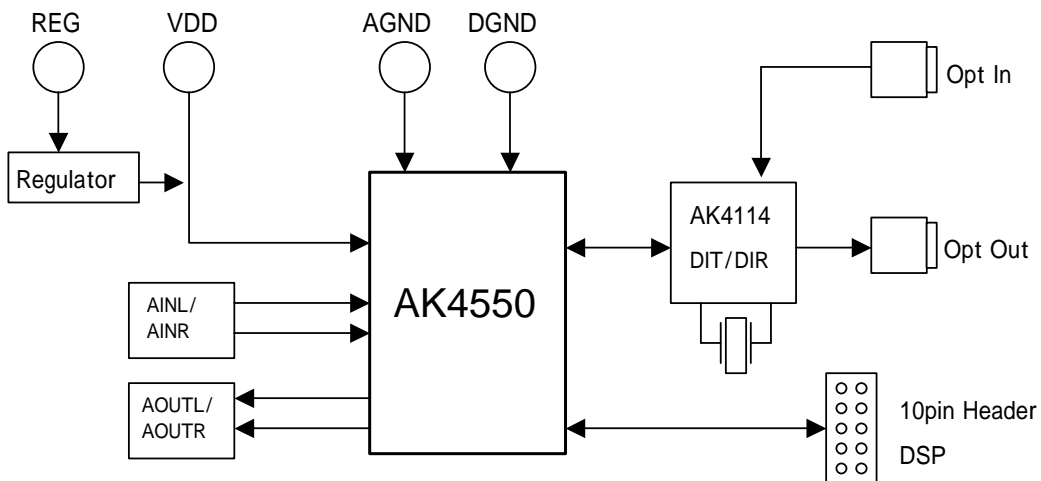 REG
VDD
AGND
DGND
Opt In
Regulator
AK4114
DIT/DIR
Opt Out
AK4550
AINL/
AINR
AOUTL/
AOUTR
10pin Header
DSP